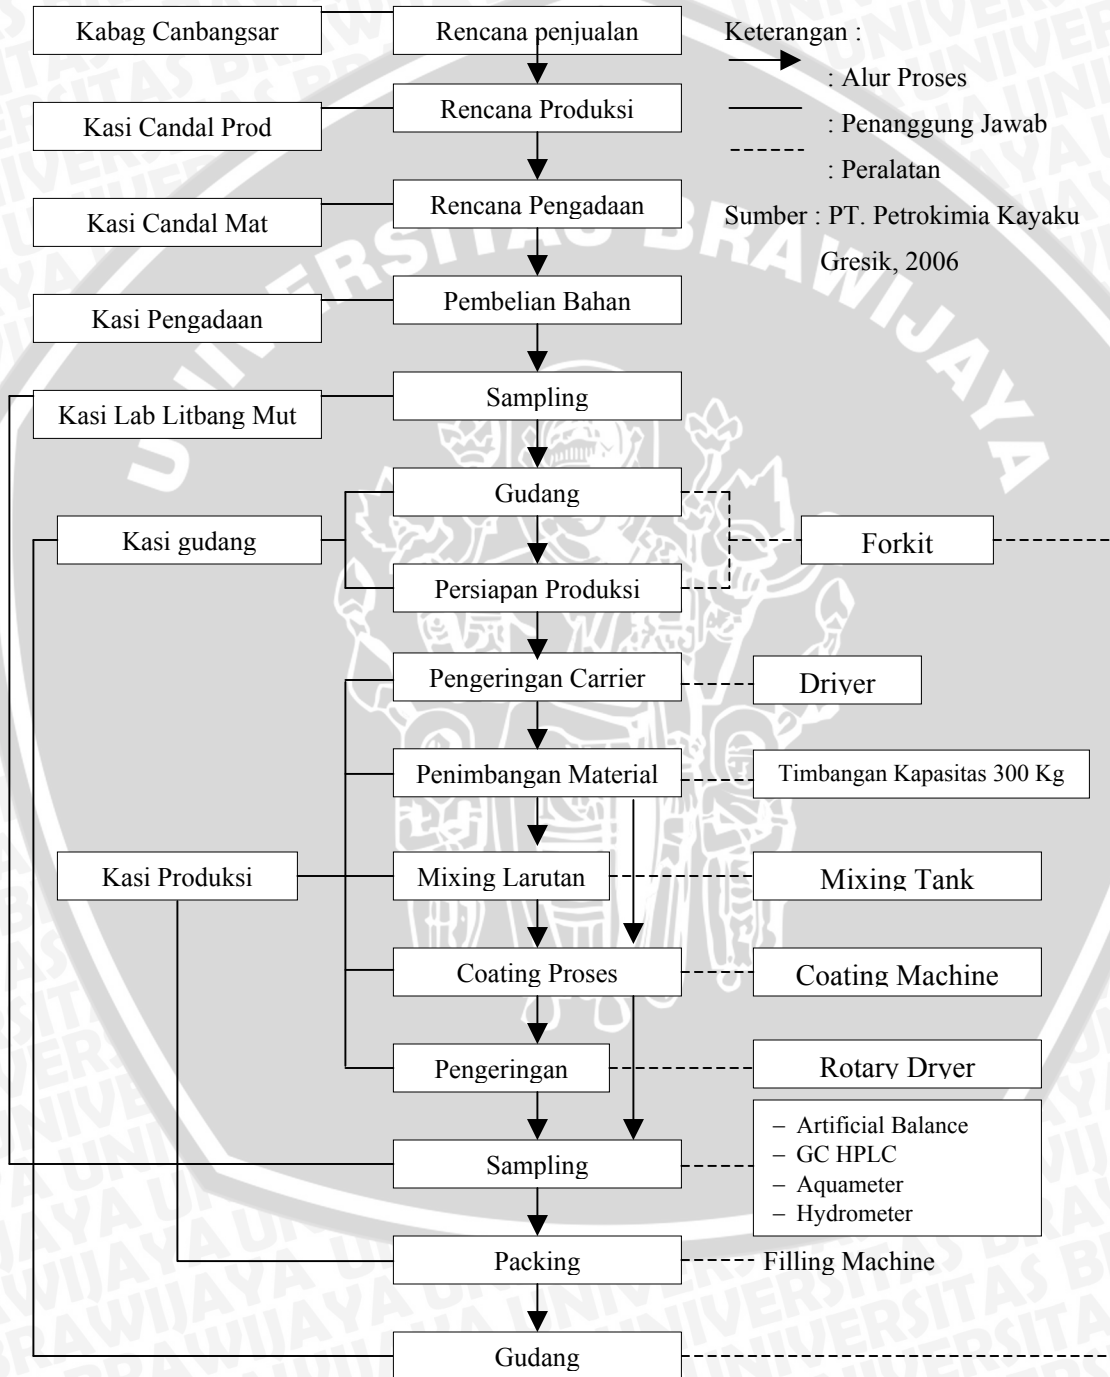 Kabag Canbangsar
Rencana penjualan
Keterangan :
: Alur Proses
Kasi Candal Prod
Rencana Produksi
: Penanggung Jawab
: Peralatan
Kasi Candal Mat
Rencana Pengadaan
Sumber : PT. Petrokimia Kayaku
Gresik, 2006
Kasi Pengadaan
Pembelian Bahan
Kasi Lab Litbang Mut
Sampling
Gudang
Kasi gudang
Forkit
Persiapan Produksi
Pengeringan Carrier
Driver
Penimbangan Material
Timbangan Kapasitas 300 Kg
Kasi Produksi
Mixing Larutan
Mixing Tank
Coating Proses
Coating Machine
Pengeringan
Rotary Dryer
– Artificial Balance
– GC HPLC
– Aquameter
– Hydrometer
Sampling
Packing
Filling Machine
Gudang
UNIVERSITAS BRAWIJAYA